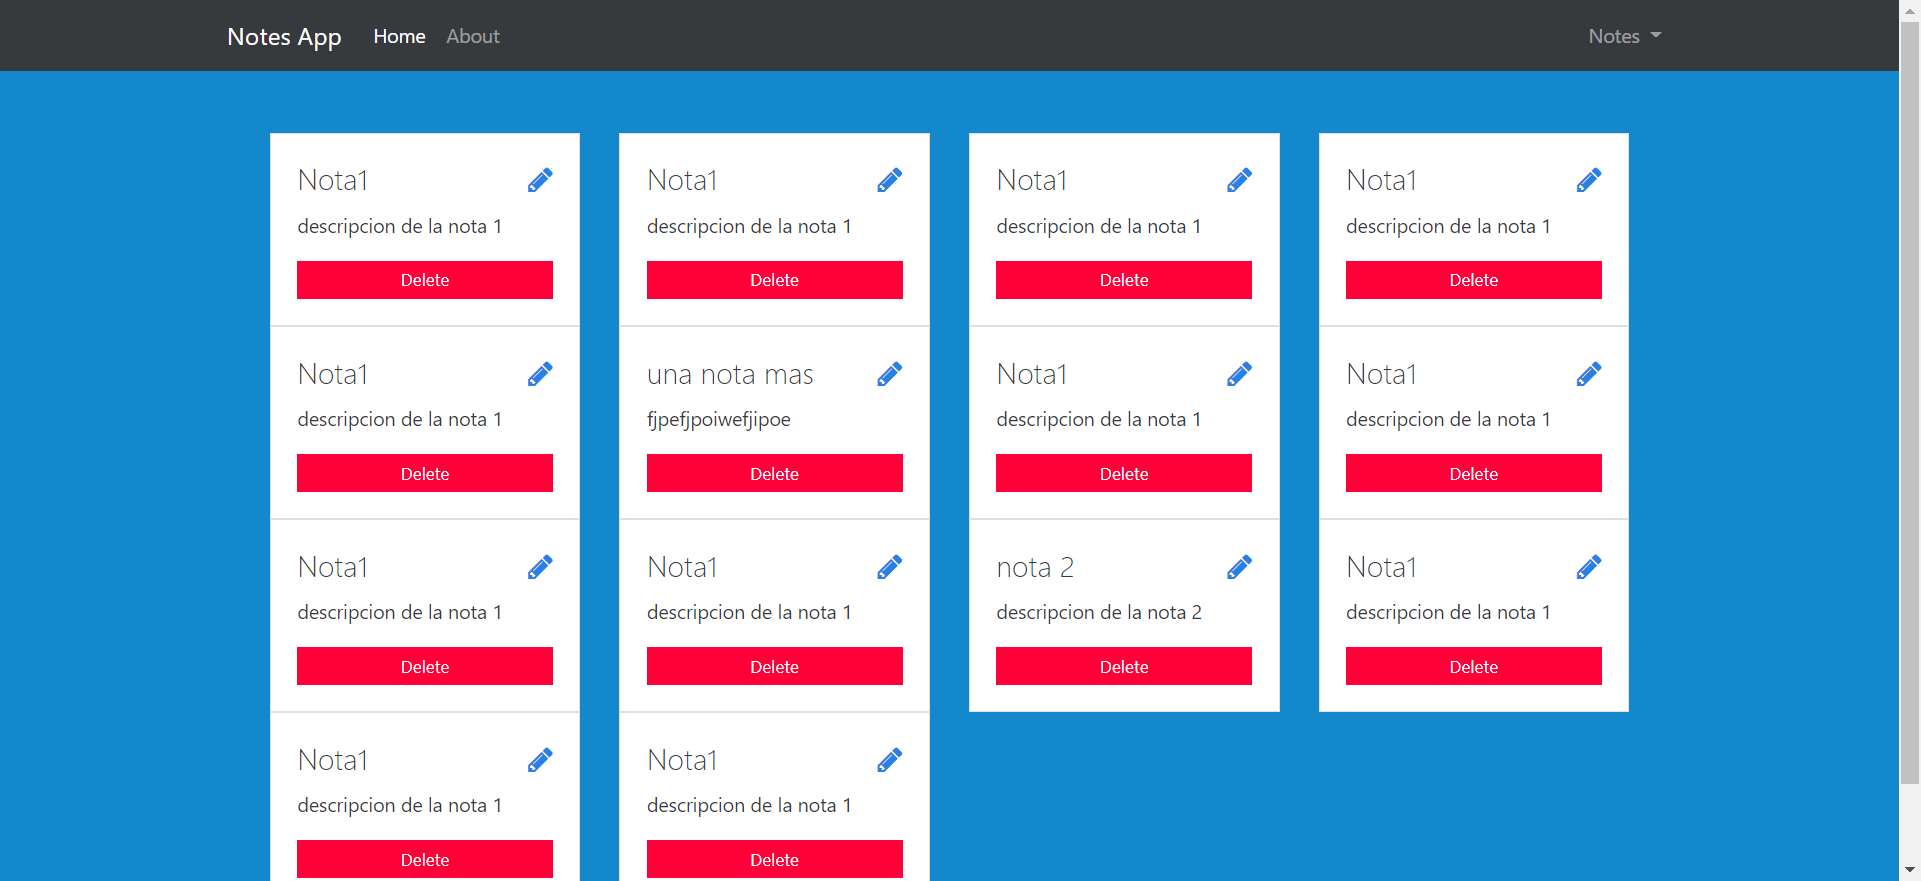 Notes App Home About Notes
Nota1 Nota1 Nota1 Nota1
descripcion de la nota 1 descripcion de la nota 1 descripcion de la nota 1 descripcion de la nota 1
Delete Delete Delete Delete
Nota1 una nota mas Nota1 Nota1
descripcion de la nota 1 fjpefjpoiwefjipoe descripcion de la nota 1 descripcion de la nota 1
Delete Delete Delete Delete
Nota1 Nota1 nota 2 Nota1
descripcion de la nota 1 descripcion de la nota 1 descripcion de la nota 2 descripcion de la nota 1
Delete Delete Delete Delete
Nota1 Nota1
descripcion de la nota 1 descripcion de la nota 1
Delete Delete